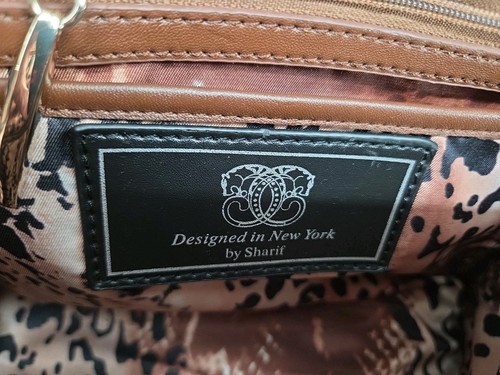 Designed in New York
by Sharif